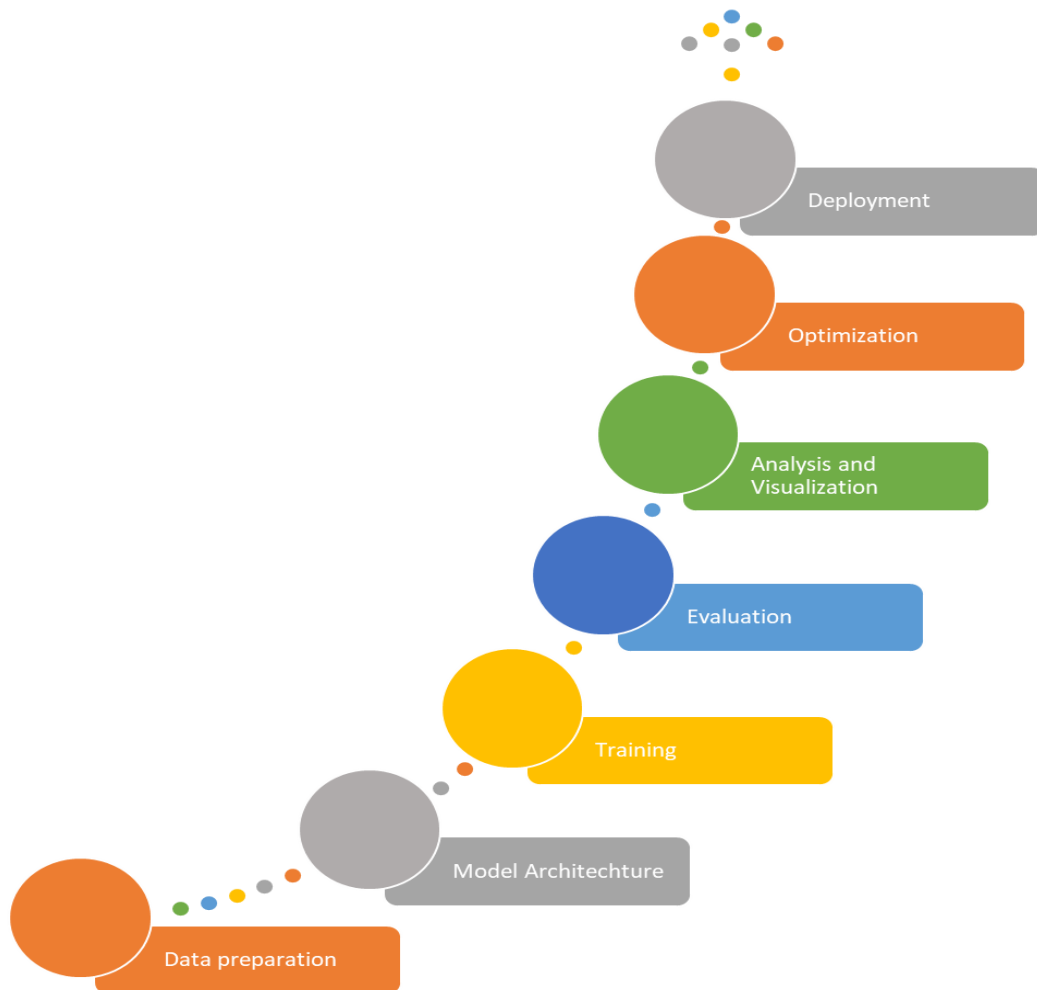 Deployment
Optimization
Analysis and
Visualization
Evaluation
Training
Model Architechture
Data preparation